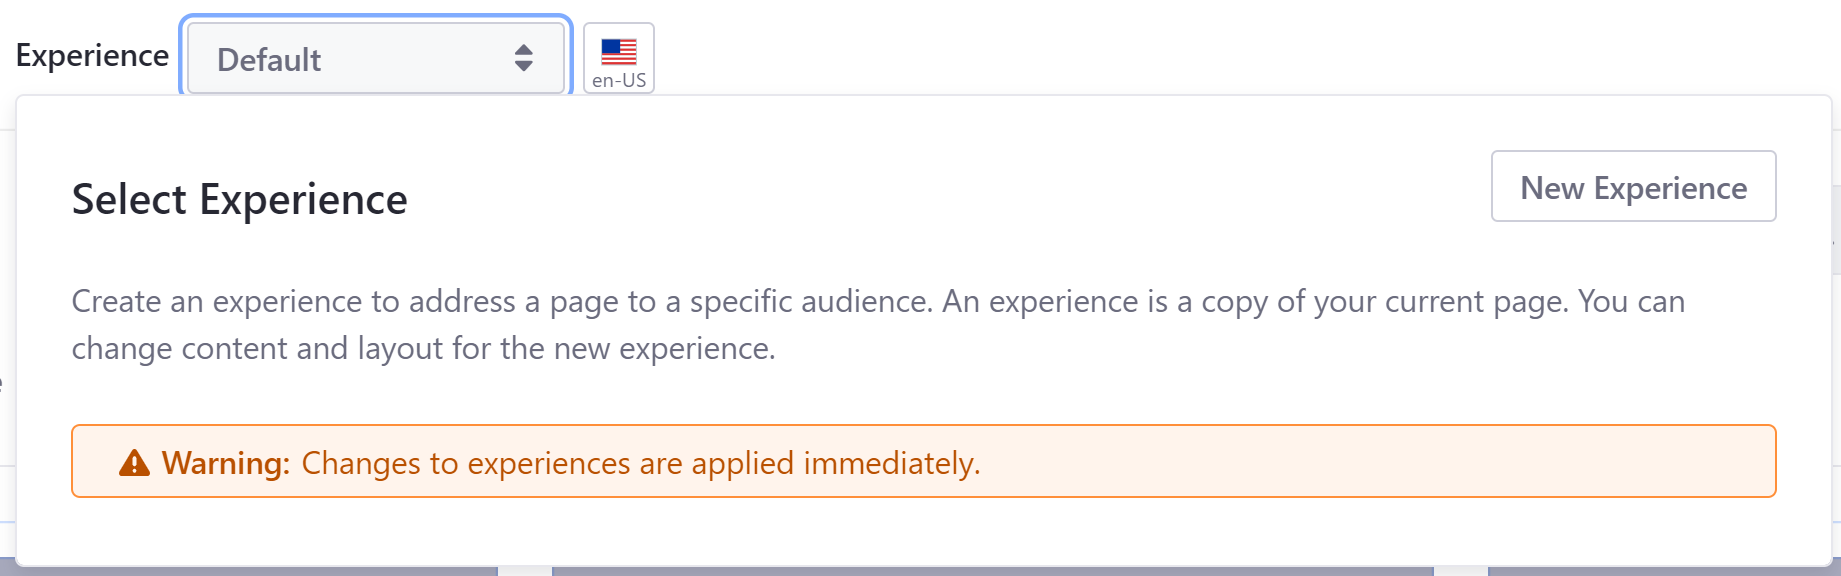 Experience
Default
en-US
Select Experience
New Experience
Create an experience to address a page to a specific audience. An experience is a copy of your current page. You can
change content and layout for the new experience.
Warning: Changes to experiences are applied immediately.